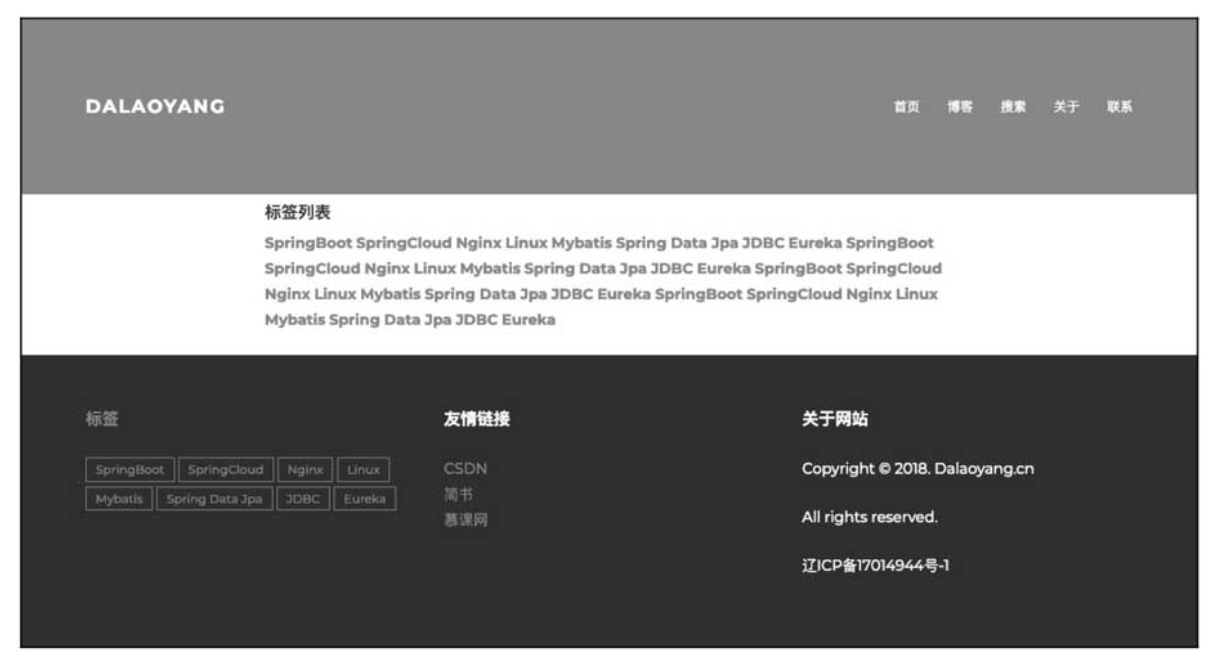 DALAOYANG
首页 博客 搜索 关于 联系
标签列表
SpringBoot SpringCloud Nginx Linux Mybatis Spring Data Jpa JDBC Eureka SpringBoot
SpringCloud Nginx Linux Mybatis Spring Data Jpa JDBC Eureka SpringBoot SpringCloud
Nginx Linux Mybatis Spring Data Jpa JDBC Eureka SpringBoot SpringCloud Nginx Linux
Mybatis Spring Data Jpa JDBC Eureka
标签
SpringBoot SpringCloud Nginx Linux
Mybatis Spring Data Jpa JDBC Eureka
友情链接
CSDN
简书
慕课网
关于网站
Copyright © 2018. Dalaoyang.cn
All rights reserved.
辽ICP备17014944号-1